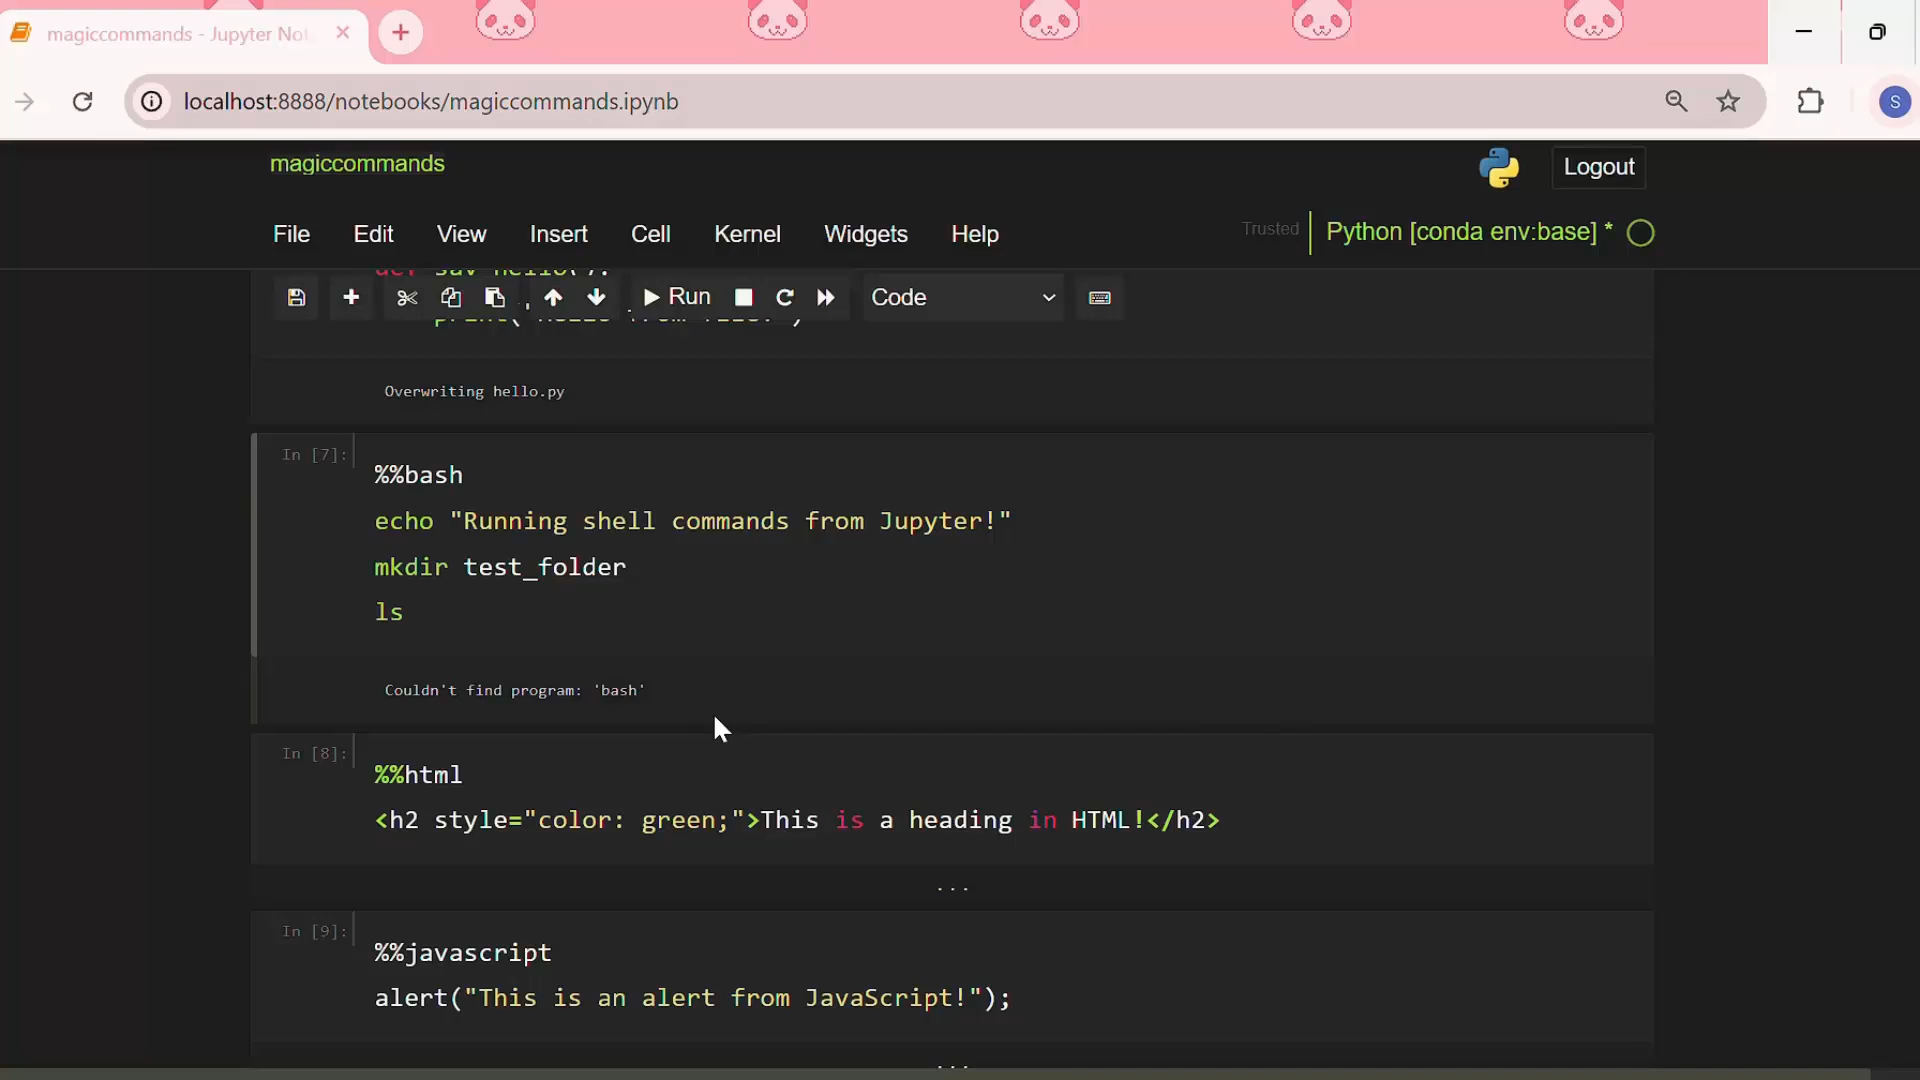 magiccommands - Jupyter Not
localhost:8888/notebooks/magiccommands.ipynb
S
magiccommands
Logout
File Edit View Insert Cell Kernel Widgets Help
Trusted Python [conda env:base] *
Run Code
Overwriting hello.py
In [7]:
%%bash
echo "Running shell commands from Jupyter!"
mkdir test_folder
ls
Couldn't find program: 'bash'
In [8]:
%%html
<h2 style="color: green;">This is a heading in HTML!</h2>
...
In [9]:
%%javascript
alert("This is an alert from JavaScript!");
...